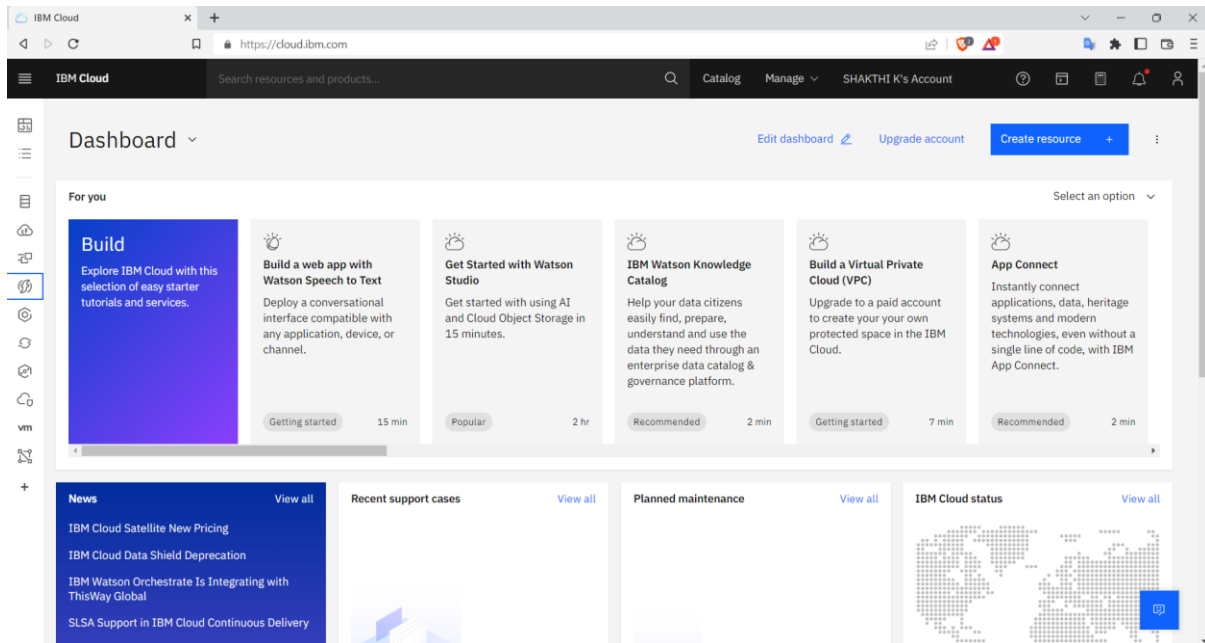 IBM Cloud
https://cloud.ibm.com
IBM Cloud
Search resources and products...
Catalog
Manage
SHAKTHI K's Account
Dashboard
Edit dashboard
Upgrade account
Create resource +
For you
Select an option
Build
Explore IBM Cloud with this
selection of easy starter
tutorials and services.
Build a web app with
Watson Speech to Text
Deploy a conversational
interface compatible with
any application, device, or
channel.
Getting started
15 min
Get Started with Watson
Studio
Get started with using AI
and Cloud Object Storage in
15 minutes.
Popular
2 hr
IBM Watson Knowledge
Catalog
Help your data citizens
easily find, prepare,
understand and use the
data they need through an
enterprise data catalog &
governance platform.
Recommended
2 min
Build a Virtual Private
Cloud (VPC)
Upgrade to a paid account
to create your your own
protected space in the IBM
Cloud.
Getting started
7 min
App Connect
Instantly connect
applications, data, heritage
systems and modern
technologies, even without a
single line of code, with IBM
App Connect.
Recommended
2 min
vm
News
View all
IBM Cloud Satellite New Pricing
IBM Cloud Data Shield Deprecation
IBM Watson Orchestrate Is Integrating with
ThisWay Global
SLSA Support in IBM Cloud Continuous Delivery
Recent support cases
View all
Planned maintenance
View all
IBM Cloud status
View all